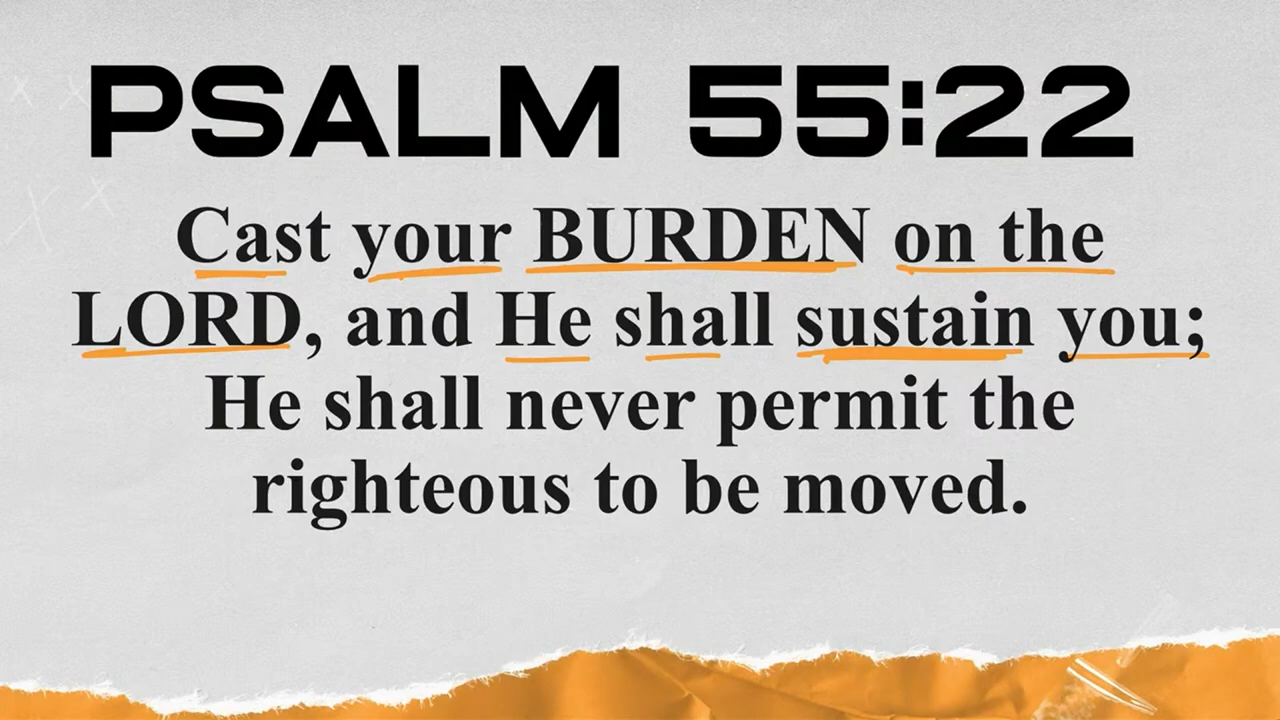 PSALM 55:22
Cast your BURDEN on the
LORD, and He shall sustain you;
He shall never permit the
righteous to be moved.